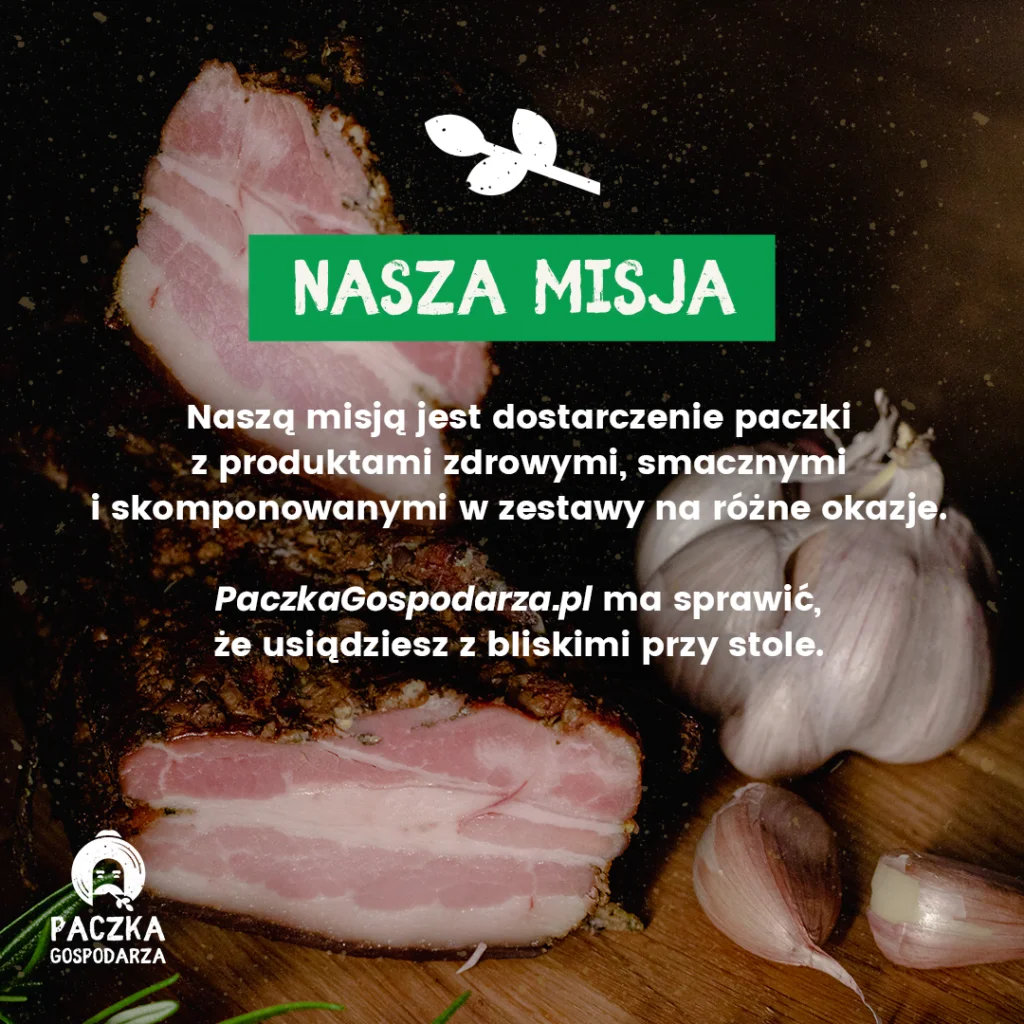 NASZA MISJA
Naszą misją jest dostarczenie paczki
z produktami zdrowymi, smacznymi
i skomponowanymi w zestawy na różne okazje.
PaczkaGospodarza.pl ma sprawić,
że usiądziesz z bliskimi przy stole.
PACZKA
GOSPODARZA